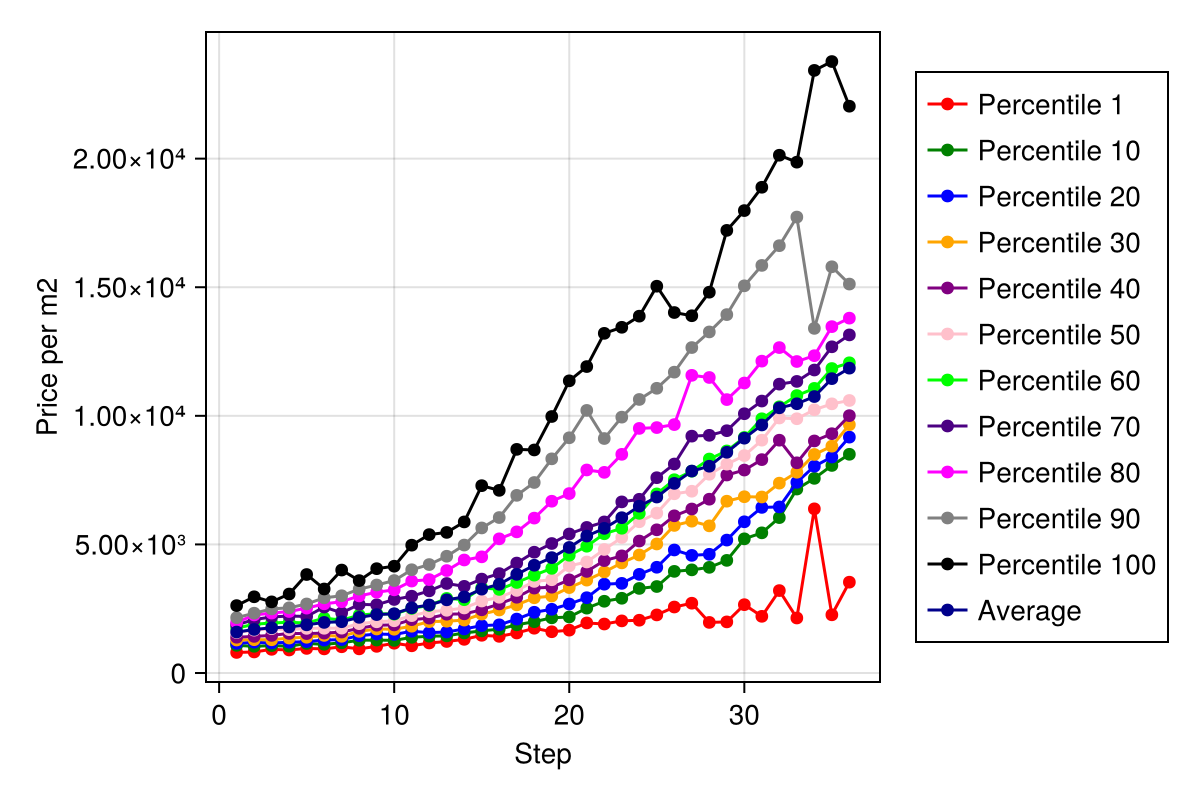 Price per m2
2.00×10⁴
1.50×10⁴
1.00×10⁴
5.00×10³
0
0 10 20 30
Step
Percentile 1
Percentile 10
Percentile 20
Percentile 30
Percentile 40
Percentile 50
Percentile 60
Percentile 70
Percentile 80
Percentile 90
Percentile 100
Average